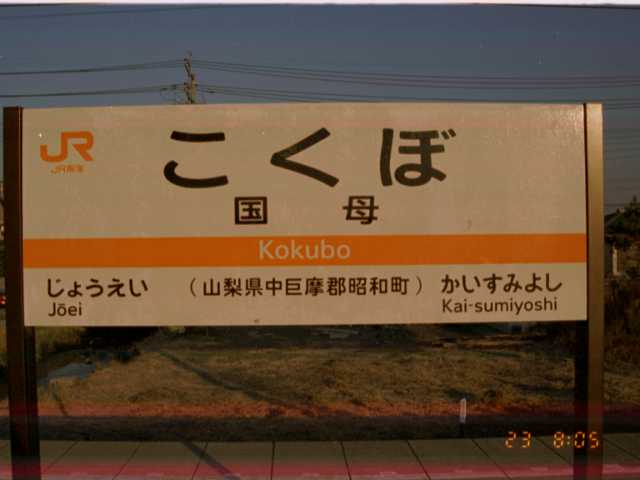 JR
JR東海
こくぼ
国母
Kokubo
じょうえい (山梨県中巨摩郡昭和町) かいすみよし
Jōei Kai-sumiyoshi
23 8:05